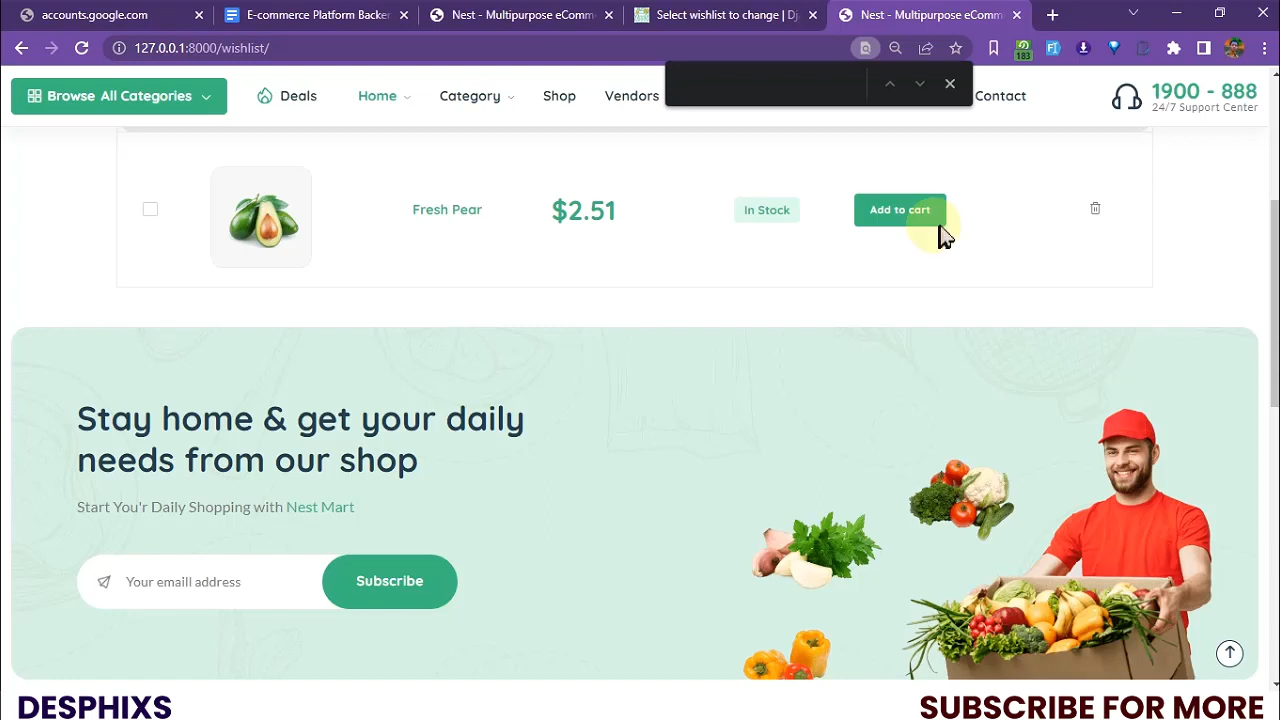 accounts.google.com
E-commerce Platform Backer
Nest - Multipurpose eComm
Select wishlist to change | Dj
Nest - Multipurpose eComm
127.0.0.1:8000/wishlist/
183
Browse All Categories
Deals
Home
Category
Shop
Vendors
Contact
1900 - 888
24/7 Support Center
Fresh Pear
$2.51
In Stock
Add to cart
Stay home & get your daily
needs from our shop
Start You'r Daily Shopping with Nest Mart
Your emaill address
Subscribe
DESPHIXS
SUBSCRIBE FOR MORE